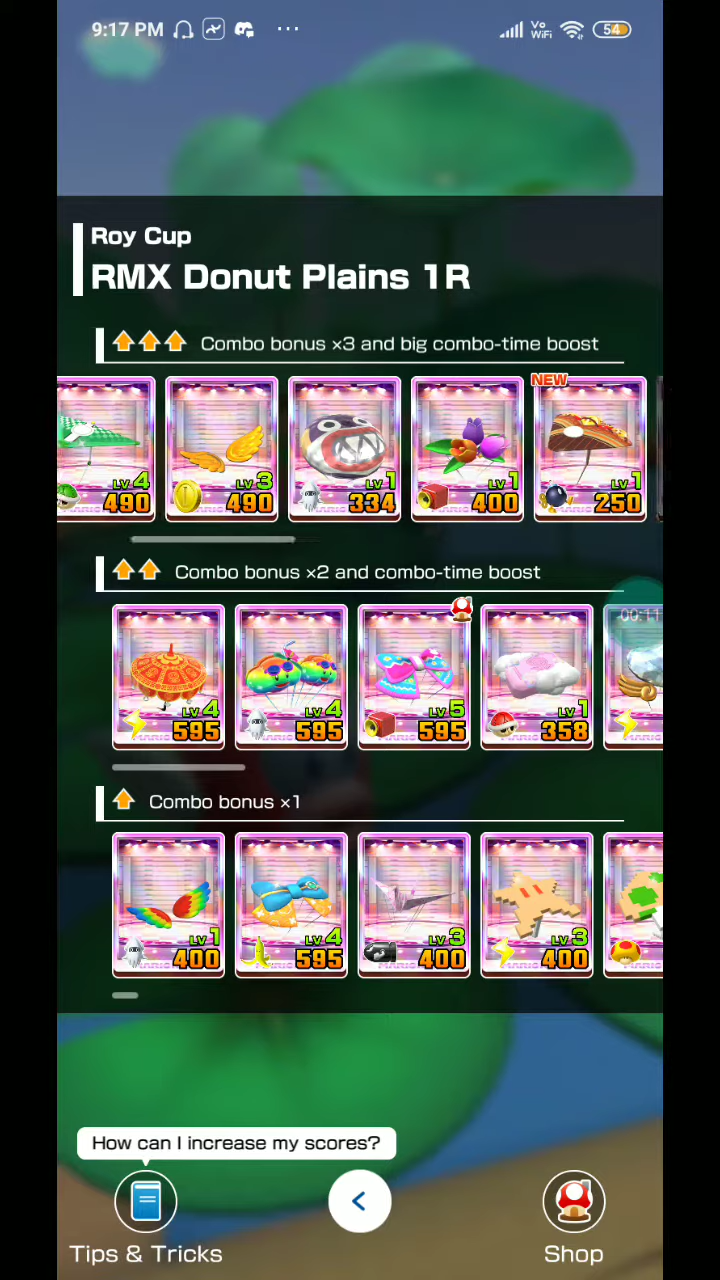 9:17 PM ...
Vo
WiFi
54
Roy Cup
RMX Donut Plains 1R
Combo bonus ×3 and big combo-time boost
NEW
LV 4 LV 3 LV 1 LV 1 LV 1
490 490 334 400 250
Combo bonus ×2 and combo-time boost
00:11
LV 4 LV 4 LV 5 LV 1
595 595 595 358
Combo bonus ×1
LV 1 LV 4 LV 3 LV 3
400 595 400 400
How can I increase my scores?
<
Tips & Tricks
Shop